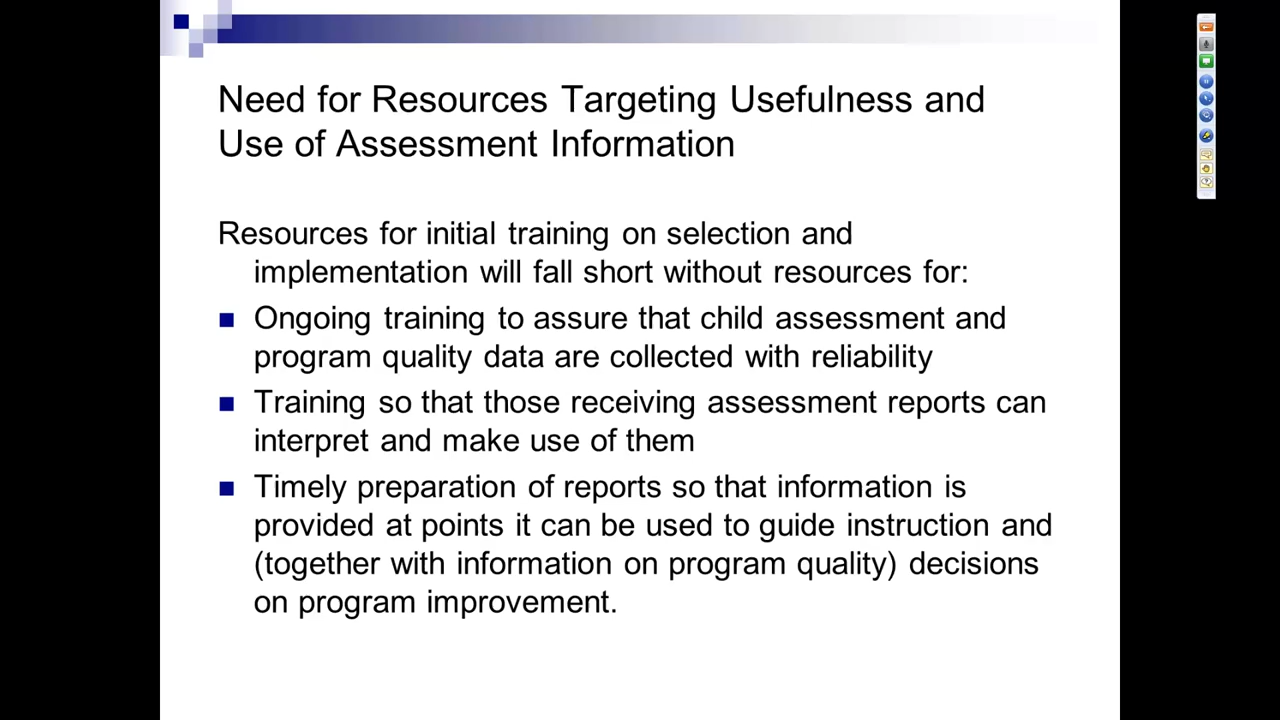 Need for Resources Targeting Usefulness and
Use of Assessment Information
Resources for initial training on selection and
implementation will fall short without resources for:
Ongoing training to assure that child assessment and
program quality data are collected with reliability
Training so that those receiving assessment reports can
interpret and make use of them
Timely preparation of reports so that information is
provided at points it can be used to guide instruction and
(together with information on program quality) decisions
on program improvement.